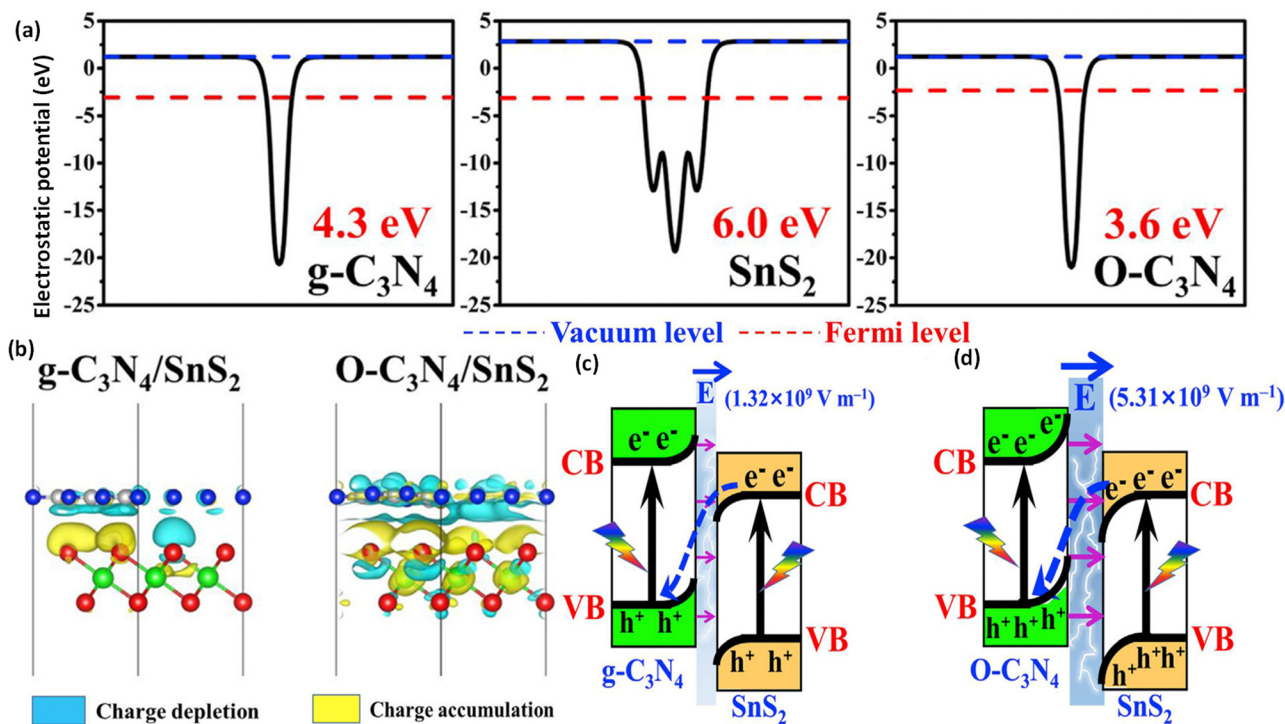 (a)
Electrostatic potential (eV)
5
0
-5
-10
-15
-20
-25
4.3 eV
g-C₃N₄
5
0
-5
-10
-15
-20
-25
6.0 eV
SnS₂
5
0
-5
-10
-15
-20
-25
3.6 eV
O-C₃N₄
Vacuum level
Fermi level
(b)
g-C₃N₄/SnS₂
O-C₃N₄/SnS₂
Charge depletion
Charge accumulation
(c)
E
(1.32×10⁹ V m⁻¹)
e⁻ e⁻
CB
e⁻ e⁻
CB
VB
h⁺ h⁺
VB
h⁺ h⁺
g-C₃N₄
SnS₂
(d)
E
(5.31×10⁹ V m⁻¹)
e⁻ e⁻ e⁻
CB
e⁻ e⁻ e⁻
CB
VB
h⁺ h⁺ h⁺
VB
h⁺ h⁺ h⁺
O-C₃N₄
SnS₂